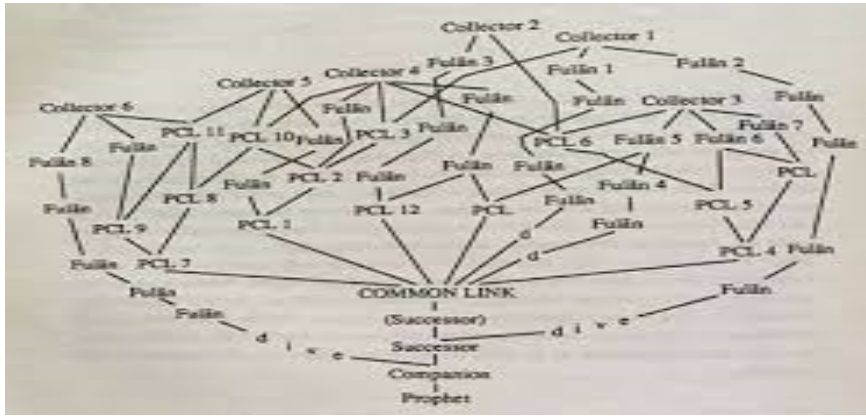 Collector 2
Collector 1
Fulān 3
Fulān 2
Collector 5
Collector 4
Fulān 1
Collector 6
Fulān
Fulān
Fulān
Collector 3
Fulān
PCL 11
PCL 10
Fulān
PCL 3
Fulān
PCL 6
Fulān 5
Fulān 6
Fulān 7
Fulān
Fulān 8
Fulān
PCL 2
Fulān
Fulān
Fulān
PCL
Fulān
PCL 8
Fulān
Fulān 4
Fulān
PCL 9
PCL 1
PCL 12
PCL
Fulān
Fulān
PCL 5
Fulān
PCL 7
d
d
PCL 4
Fulān
Fulān
COMMON LINK
Fulān
Fulān
(Successor)
d i v e
Successor
d i v e
Companion
Prophet